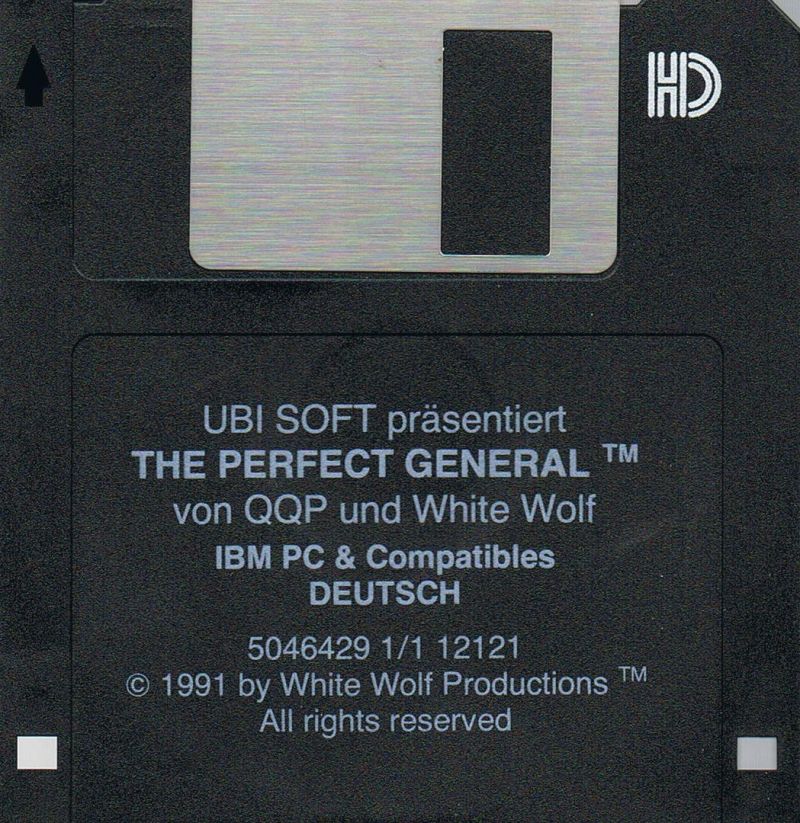 HD
UBI SOFT präsentiert
THE PERFECT GENERAL ™
von QQP und White Wolf
IBM PC & Compatibles
DEUTSCH
5046429 1/1 12121
© 1991 by White Wolf Productions ™
All rights reserved